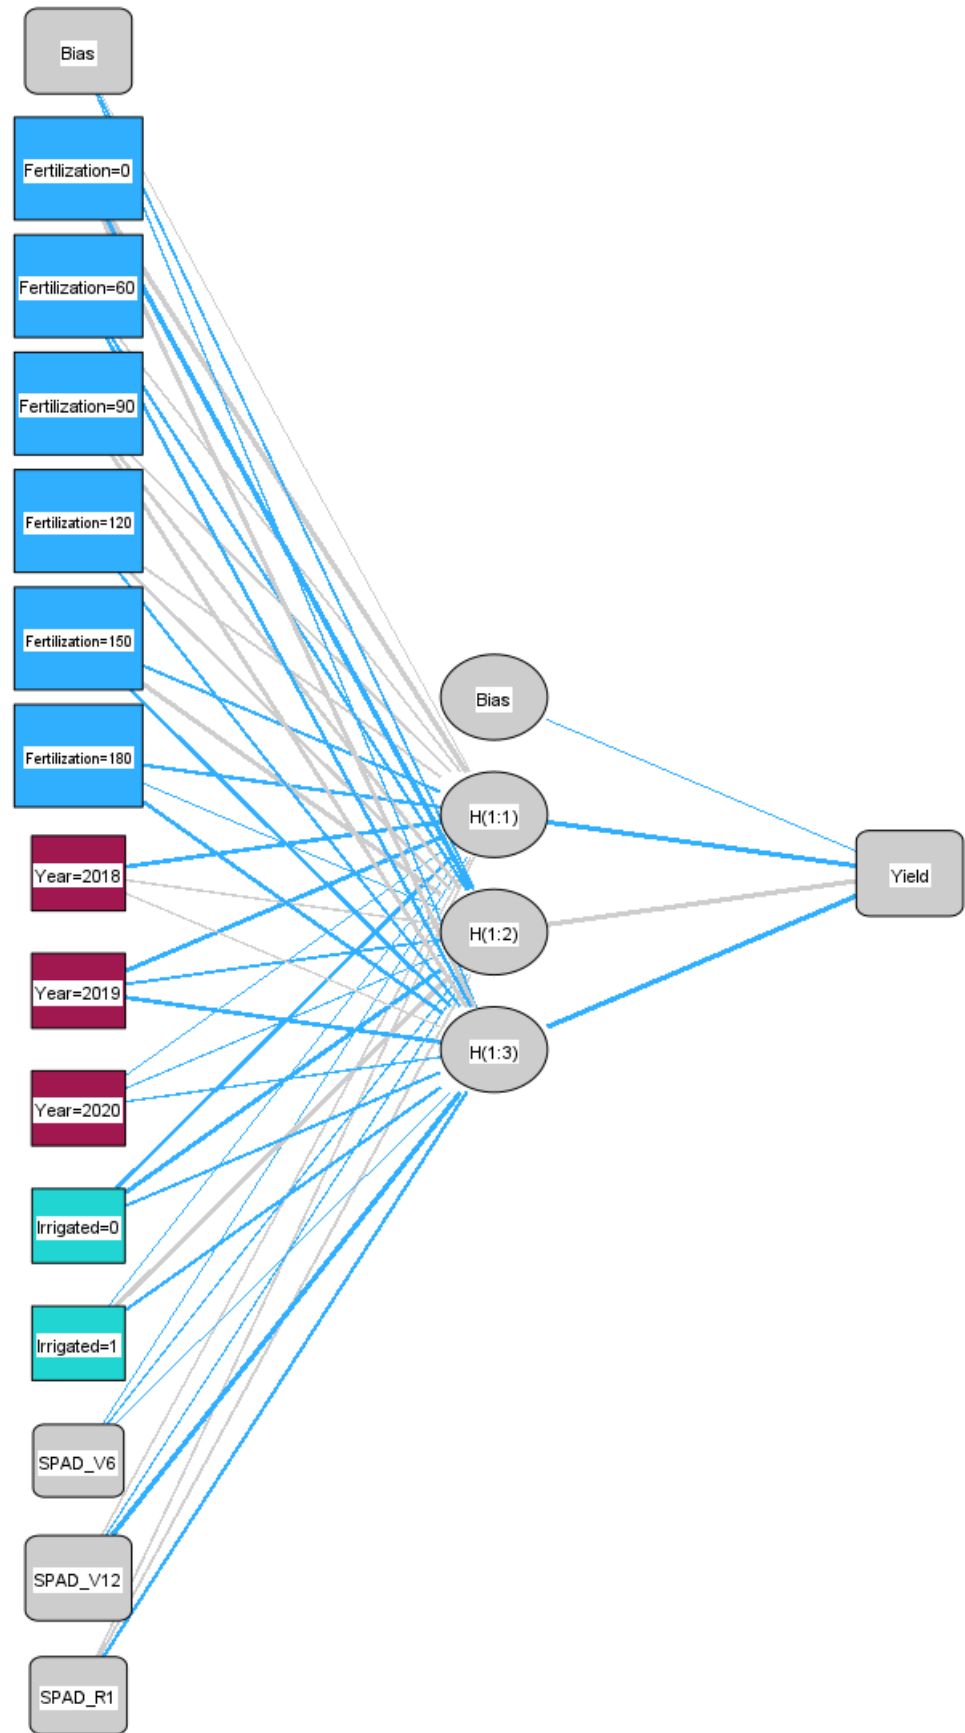 Bias
Fertilization=0
Fertilization=60
Fertilization=90
Fertilization=120
Fertilization=150
Fertilization=180
Year=2018
Year=2019
Year=2020
Irrigated=0
Irrigated=1
SPAD_V6
SPAD_V12
SPAD_R1
Bias
H(1:1)
H(1:2)
H(1:3)
Yield